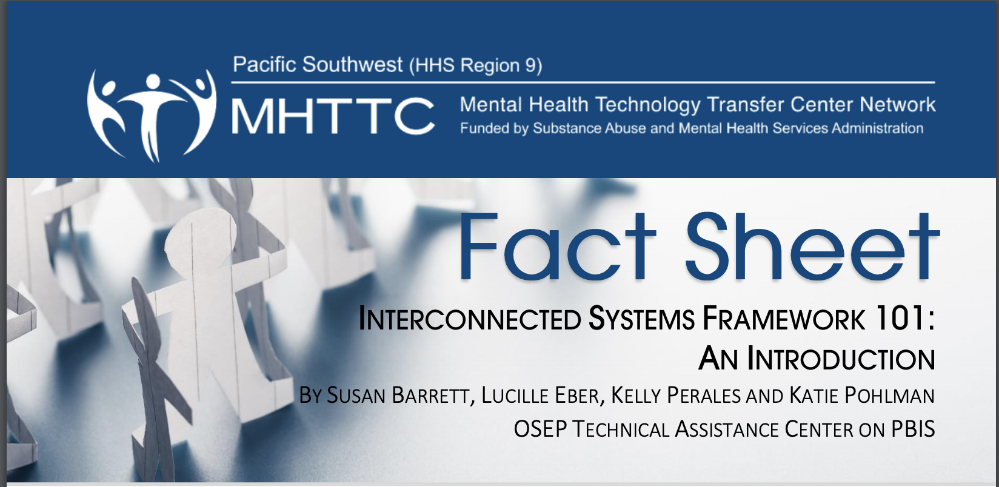 Pacific Southwest (HHS Region 9)
MHTTC
Mental Health Technology Transfer Center Network
Funded by Substance Abuse and Mental Health Services Administration
Fact Sheet
INTERCONNECTED SYSTEMS FRAMEWORK 101:
AN INTRODUCTION
BY SUSAN BARRETT, LUCILLE EBER, KELLY PERALES AND KATIE POHLMAN
OSEP TECHNICAL ASSISTANCE CENTER ON PBIS